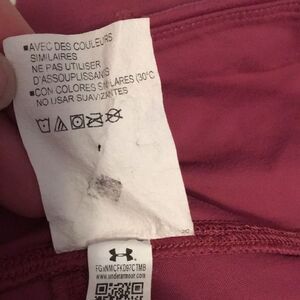 ■AVEC DES COULEURS
SIMILAIRES
NE PAS UTILISER
D'ASSOUPLISSANTS
■CON COLORES SIMILARES (30°C)
NO USAR SUAVIZANTES
www.underarmour.com